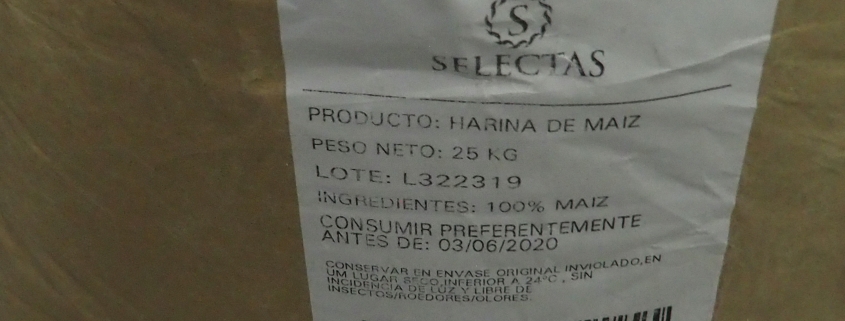 S
SELECTAS
PRODUCTO: HARINA DE MAIZ
PESO NETO: 25 KG
LOTE: L322319
INGREDIENTES: 100% MAIZ
CONSUMIR PREFERENTEMENTE
ANTES DE: 03/06/2020
CONSERVAR EN ENVASE ORIGINAL INVIOLADO,EN
UM LUGAR SECO,INFERIOR A 24°C , SIN
INCIDENCIA DE LUZ Y LIBRE DE
INSECTOS/ROEDORES/OLORES.